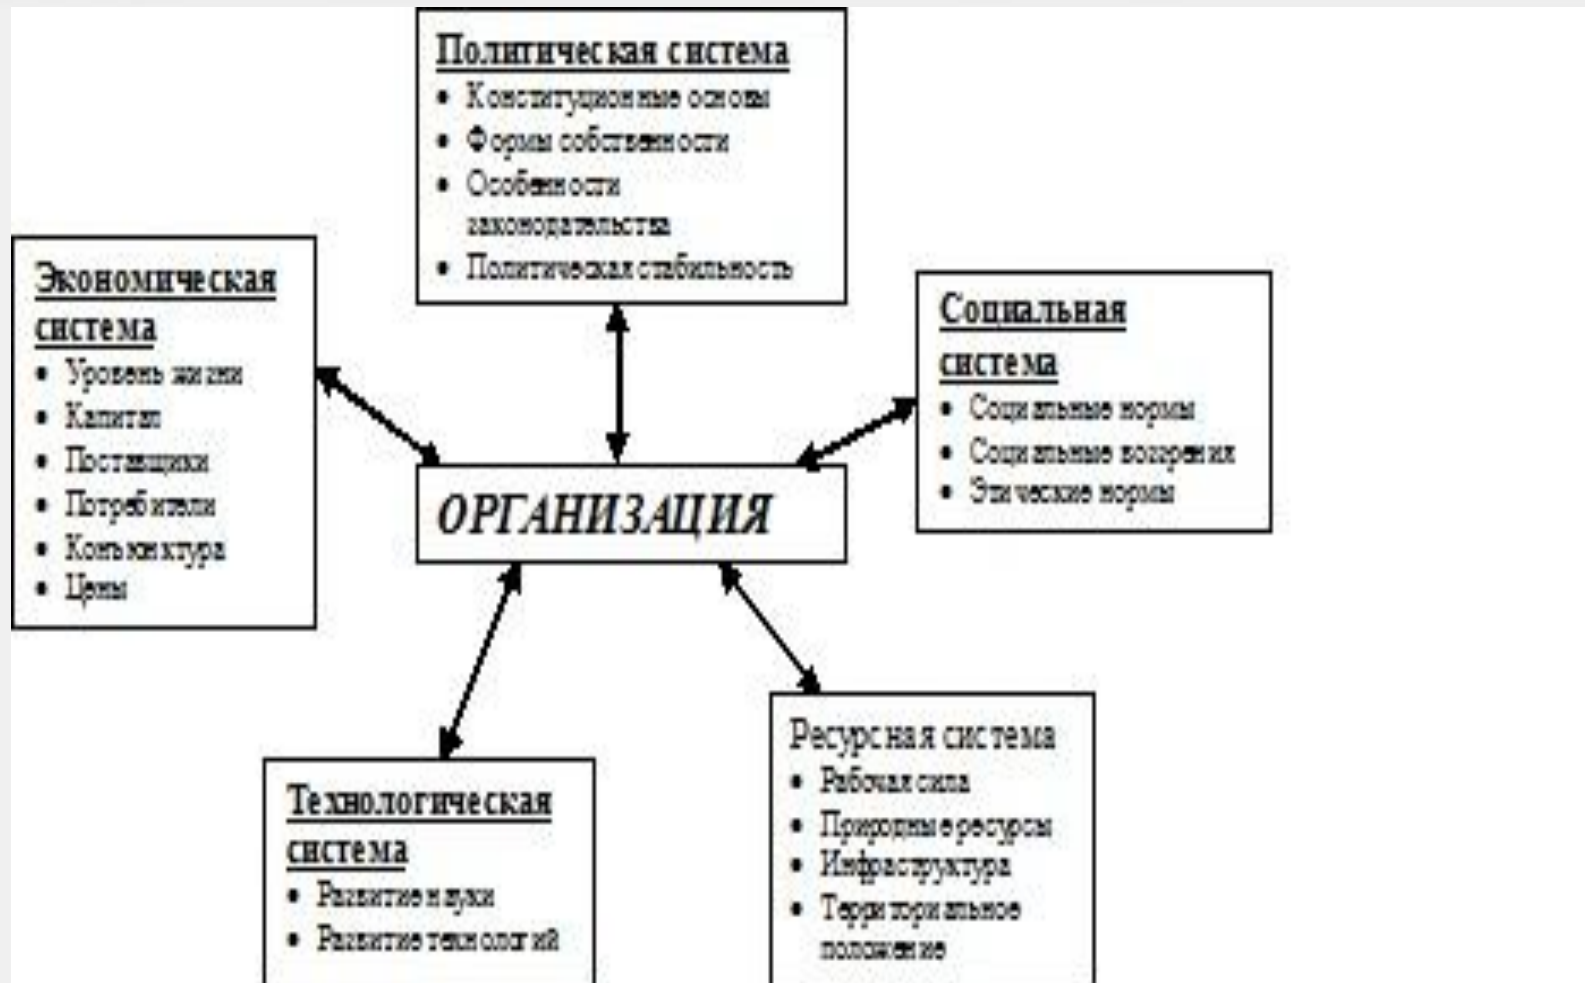 Политическая система
• Конституционные основы
• Формы собственности
• Особенности
законодательства
• Политическая стабильность
Экономическая
система
• Уровень жизни
• Капитал
• Поставщики
• Потребители
• Конъюнктура
• Цены
Социальная
система
• Социальные нормы
• Социальные воззрения
• Этические нормы
ОРГАНИЗАЦИЯ
Технологическая
система
• Развитие науки
• Развитие технологий
Ресурсная система
• Рабочая сила
• Природные ресурсы
• Инфраструктура
• Территориальное
положение